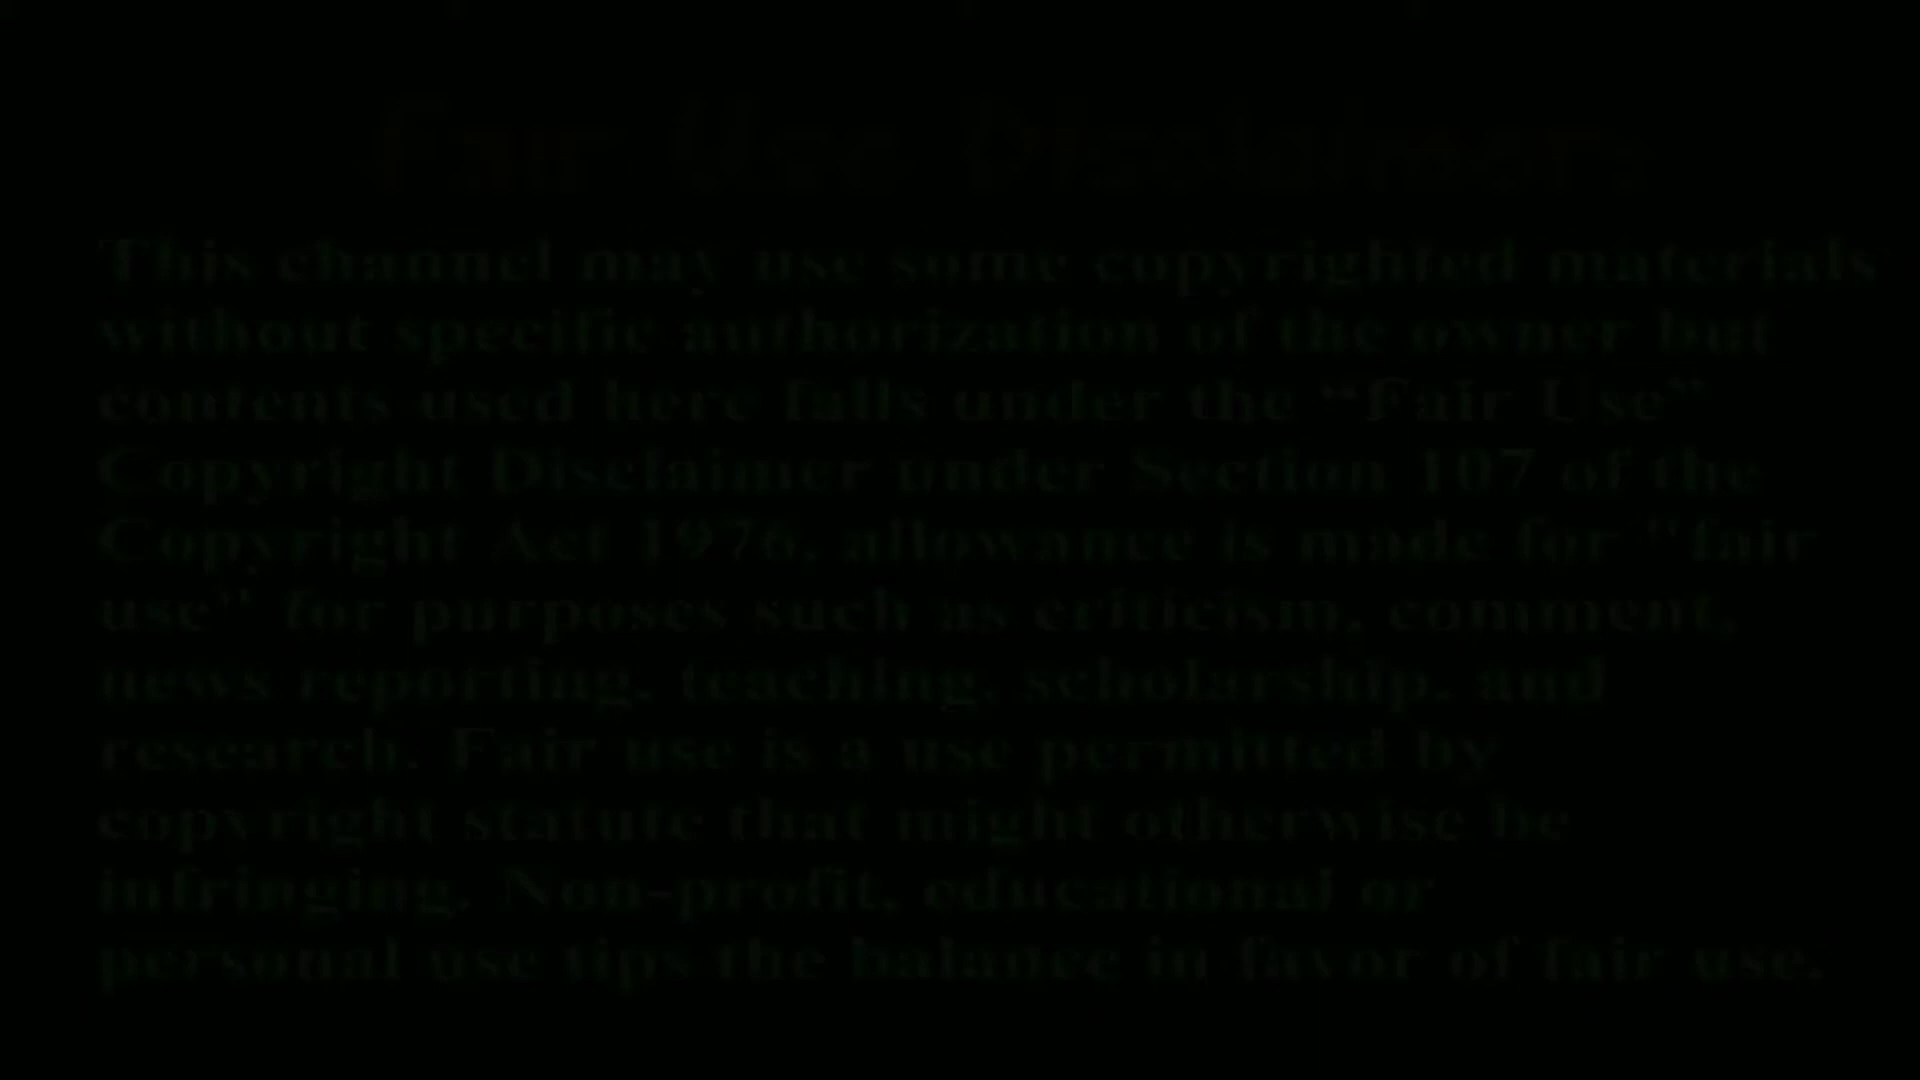 Fair Use Disclaimer:
This channel may use some copyrighted materials
without specific authorization of the owner but
contents used here falls under the “Fair Use”
Copyright Disclaimer under Section 107 of the
Copyright Act 1976, allowance is made for "fair
use" for purposes such as criticism, comment,
news reporting, teaching, scholarship, and
research. Fair use is a use permitted by
copyright statute that might otherwise be
infringing. Non-profit, educational or
personal use tips the balance in favor of fair use.